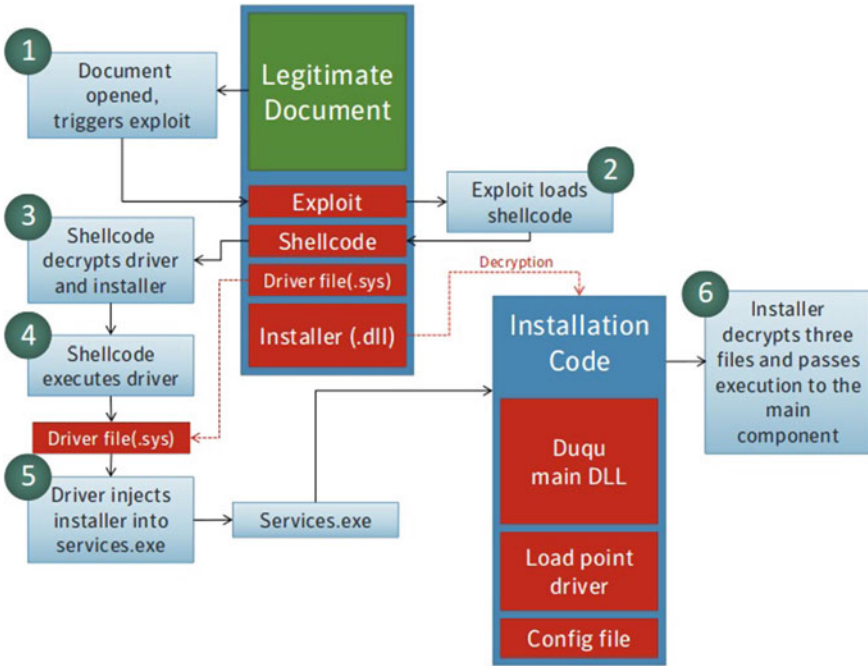 1
Document
opened,
triggers exploit
Legitimate
Document
2
Exploit
Exploit loads
shellcode
3
Shellcode
Shellcode
decrypts driver
and installer
Driver file(.sys)
Decryption
Installer (.dll)
4
Shellcode
executes driver
Driver file(.sys)
5
Driver injects
installer into
services.exe
Services.exe
Installation
Code
Duqu
main DLL
Load point
driver
Config file
6
Installer
decrypts three
files and passes
execution to the
main
component